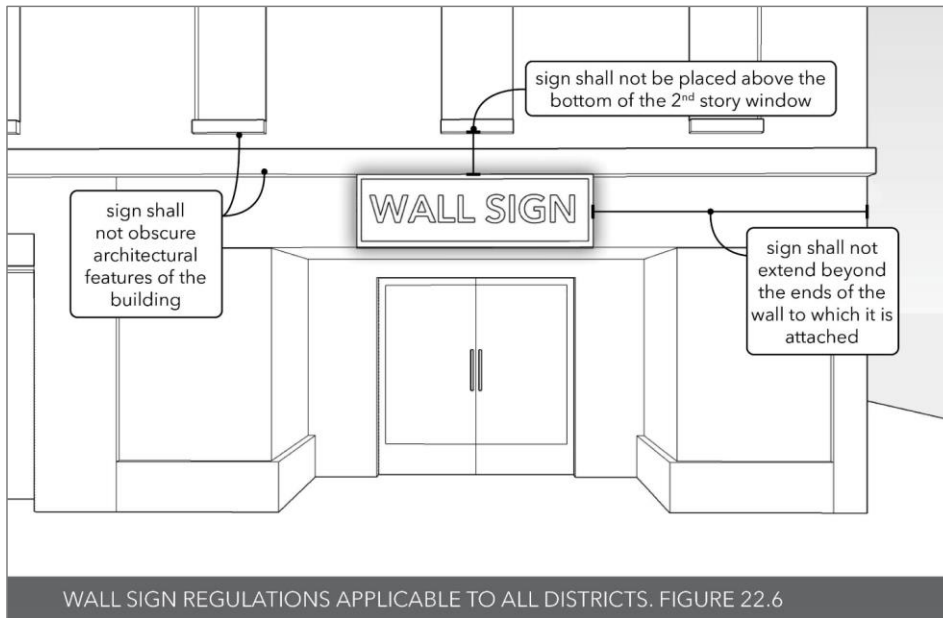 sign shall not be placed above the
bottom of the 2nd story window
WALL SIGN
sign shall
not obscure
architectural
features of the
building
sign shall not
extend beyond
the ends of the
wall to which it is
attached
WALL SIGN REGULATIONS APPLICABLE TO ALL DISTRICTS. FIGURE 22.6